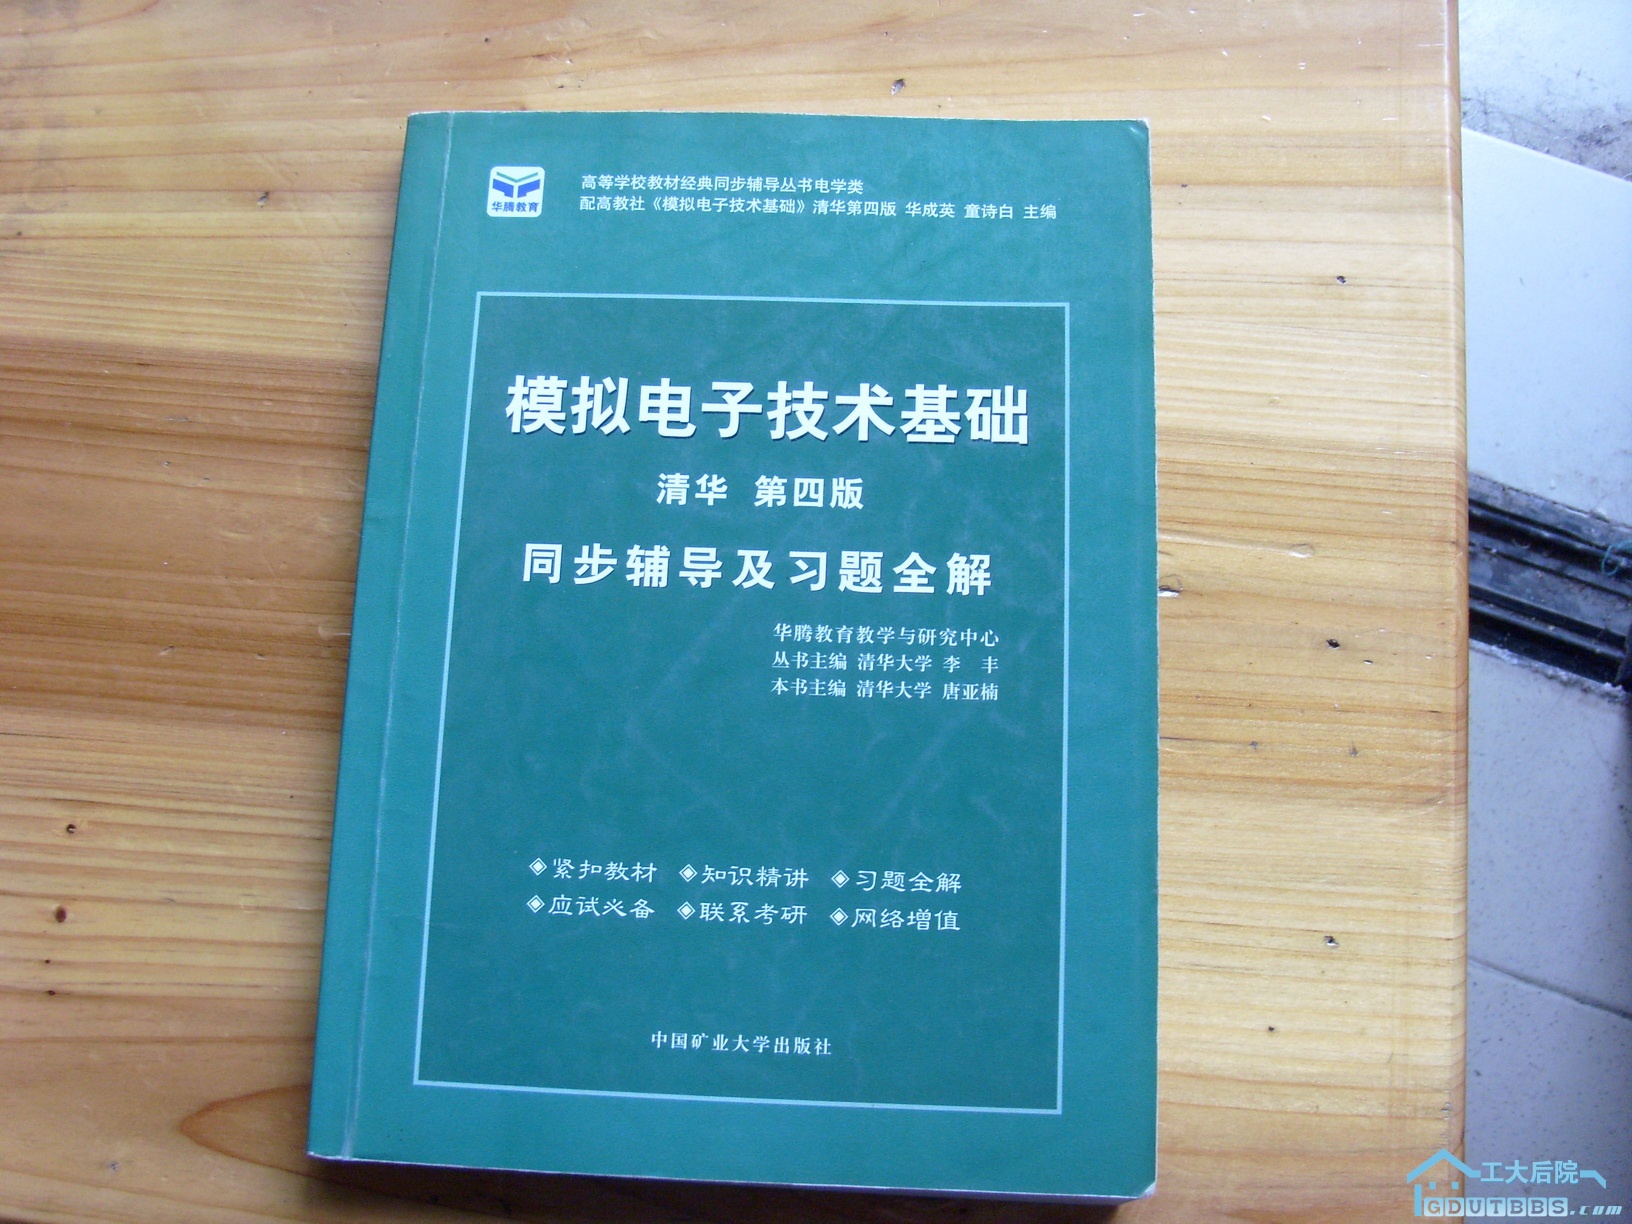 华腾教育
高等学校教材经典同步辅导丛书电学类
配高教社《模拟电子技术基础》清华第四版 华成英 童诗白 主编
模拟电子技术基础
清华 第四版
同步辅导及习题全解
华腾教育教学与研究中心
丛书主编 清华大学 李 丰
本书主编 清华大学 唐亚楠
◈紧扣教材 ◈知识精讲 ◈习题全解
◈应试必备 ◈联系考研 ◈网络增值
中国矿业大学出版社
工大后院
GDUTBBS.com